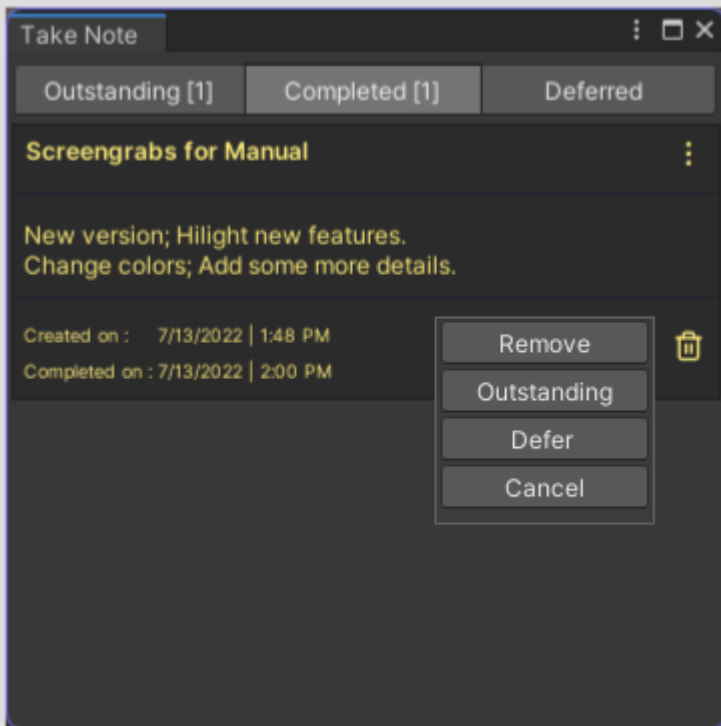 Take Note
Outstanding [1] Completed [1] Deferred
Screengrabs for Manual
New version; Hilight new features.
Change colors; Add some more details.
Created on : 7/13/2022 | 1:48 PM
Completed on : 7/13/2022 | 2:00 PM
Remove
Outstanding
Defer
Cancel